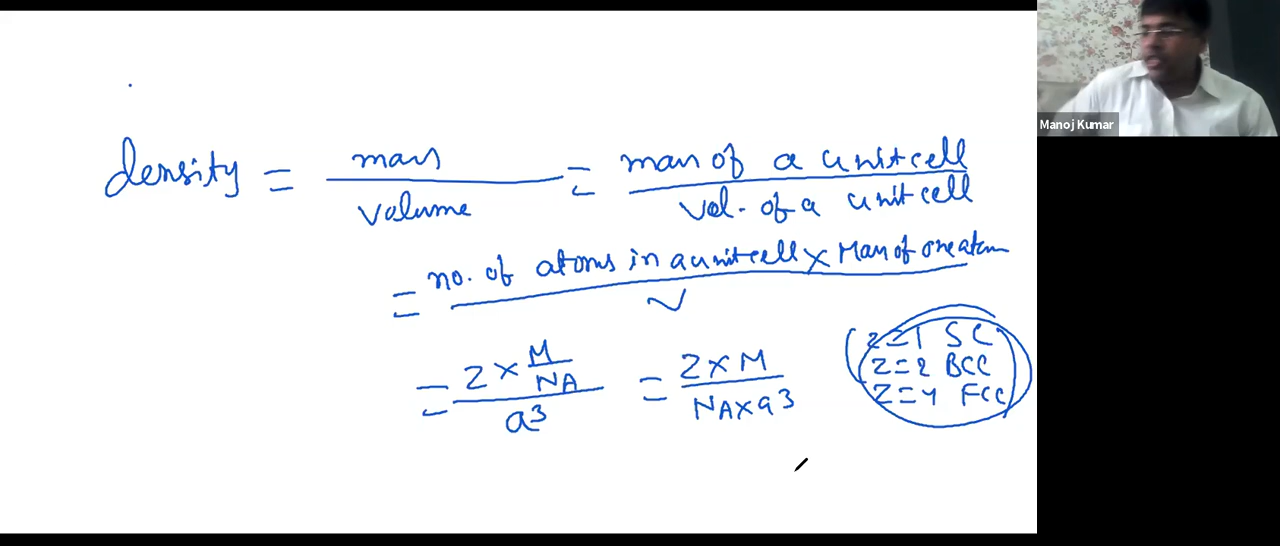 Manoj Kumar
density = mass / volume = mass of a unit cell / vol. of a unit cell
= no. of atoms in a unit cell × Mass of one atom / V
= Z × M/NA / a³ = Z × M / NA × a³
Z=1 SC
Z=2 BCC
Z=4 FCC